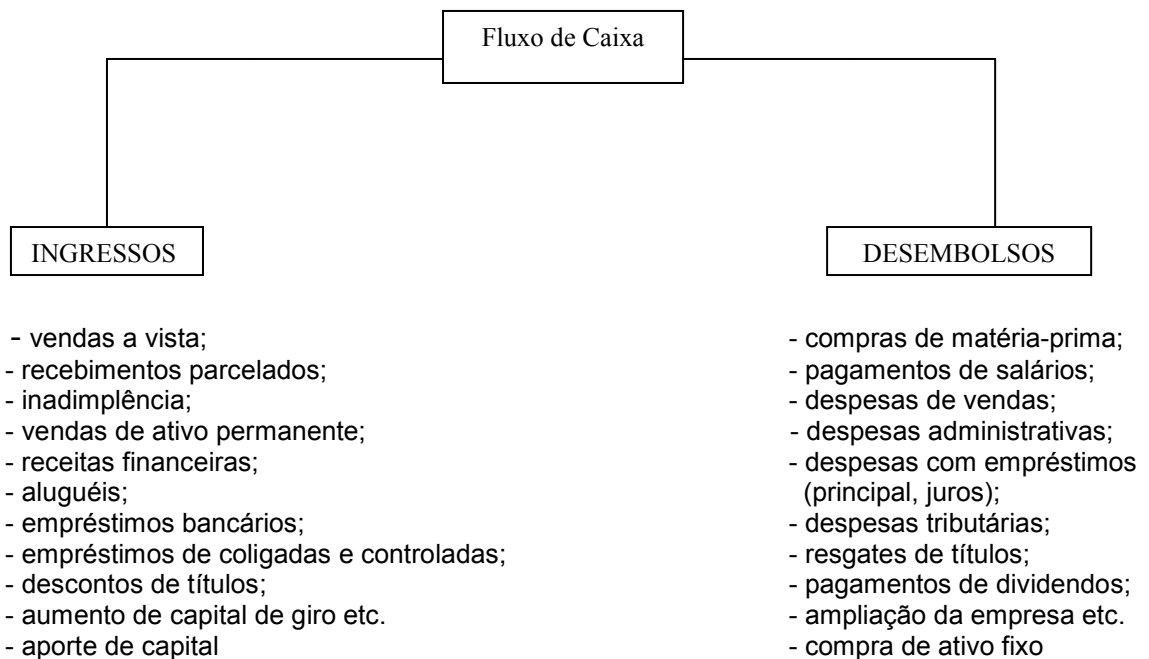 Fluxo de Caixa
INGRESSOS
- vendas a vista;
- recebimentos parcelados;
- inadimplência;
- vendas de ativo permanente;
- receitas financeiras;
- aluguéis;
- empréstimos bancários;
- empréstimos de coligadas e controladas;
- descontos de títulos;
- aumento de capital de giro etc.
- aporte de capital
DESEMBOLSOS
- compras de matéria-prima;
- pagamentos de salários;
- despesas de vendas;
- despesas administrativas;
- despesas com empréstimos
(principal, juros);
- despesas tributárias;
- resgates de títulos;
- pagamentos de dividendos;
- ampliação da empresa etc.
- compra de ativo fixo